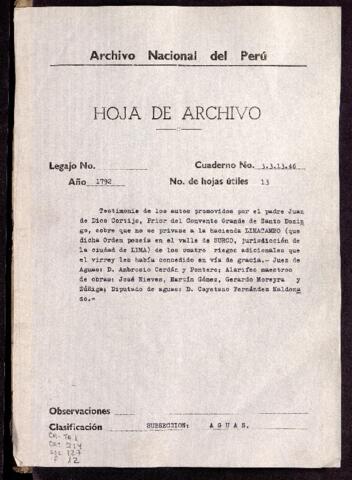 Archivo Nacional del Perú
HOJA DE ARCHIVO
Legajo No. Cuaderno No. 3.3.13.46
Año 1792 No. de hojas útiles 13
Testimonio de los autos promovidos por el padre Juan
de Dios Cortijo, Prior del Convento Grande de Santo Domin
go, sobre que no se privase a la hacienda LIMACAMPO (que
dicha Orden poseía en el valle de SURCO, jurisdicción de
la ciudad de LIMA) de los cuatro riegos adicionales que
el virrey les había concedido en vía de gracia.- Juez de
Aguas: D. Ambrosio Cerdán y Pontero; Alarifes maestros
de obras: José Nieves, Martín Gómez, Gerardo Moreyra y
Zúñiga; Diputado de aguas: D. Cayetano Fernández Maldona
do.-
Observaciones
Clasificación SUBSECCION: AGUAS.
214
127
12